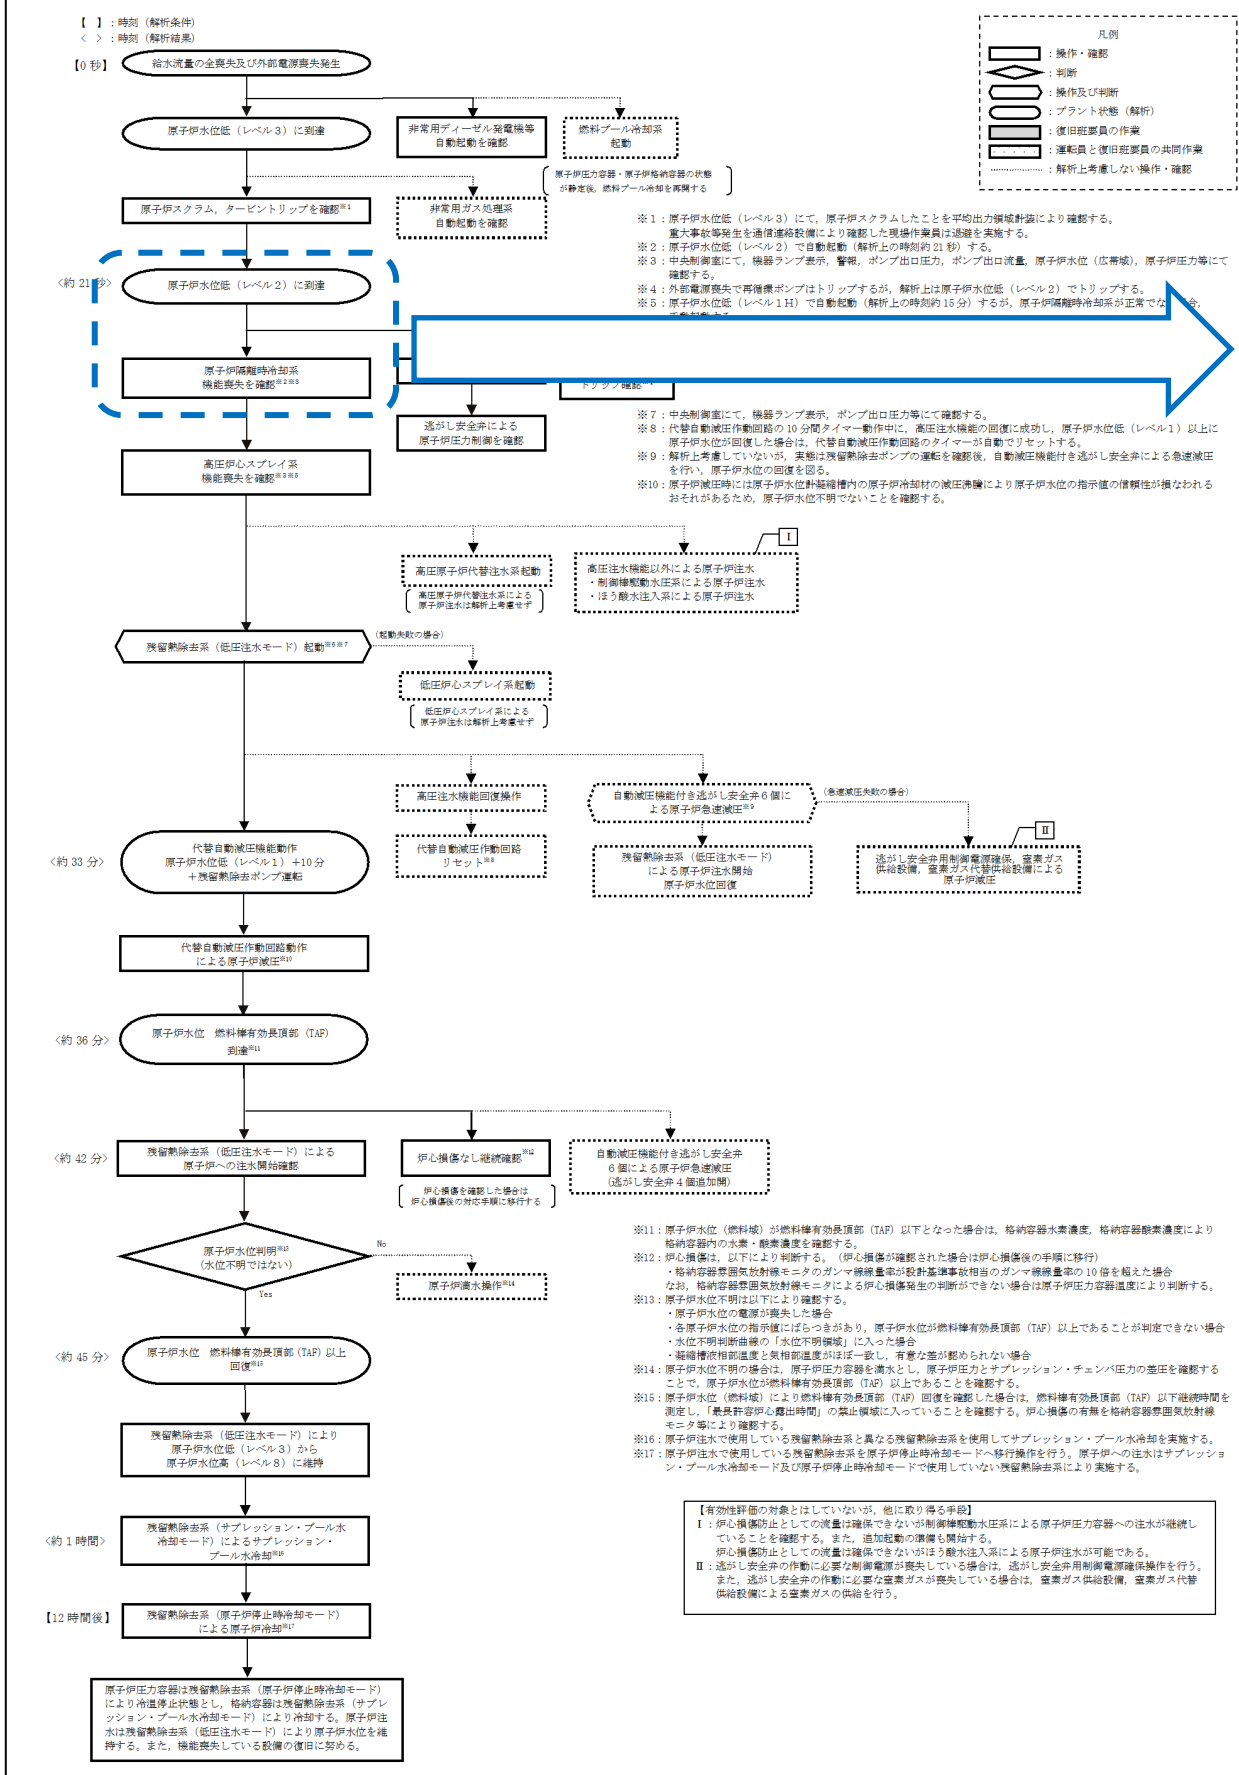 【　】：時刻（解析条件）
＜　＞：時刻（解析結果）
【0 秒】
給水流量の全喪失及び外部電源喪失発生
原子炉水位低（レベル３）に到達
非常用ディーゼル発電機等
自動起動を確認
燃料プール冷却系
起動
原子炉圧力容器・原子炉格納容器の状態
が静定後，燃料プール冷却を再開する
原子炉スクラム，タービントリップを確認※1
非常用ガス処理系
自動起動を確認
凡例
：操作・確認
：判断
：操作及び判断
：プラント状態（解析）
：復旧班要員の作業
：運転員と復旧班要員の共同作業
：解析上考慮しない操作・確認
※１：原子炉水位低（レベル３）にて，原子炉スクラムしたことを平均出力領域計装により確認する。
重大事故等発生を通信連絡設備により確認した現場作業員は退避を実施する。
※２：原子炉水位低（レベル２）で自動起動（解析上の時刻約 21 秒）する。
※３：中央制御室にて，機器ランプ表示，警報，ポンプ出口圧力，ポンプ出口流量，原子炉水位（広帯域），原子炉圧力等にて
確認する。
※４：外部電源喪失で再循環ポンプはトリップするが，解析上は原子炉水位低（レベル２）でトリップする。
※５：原子炉水位低（レベル１Ｈ）で自動起動（解析上の時刻約 15 分）するが，原子炉隔離時冷却系が正常でな
合，
＜約 21 秒＞
原子炉水位低（レベル２）に到達
原子炉隔離時冷却系
機能喪失を確認※2※3
トリップ確認
逃がし安全弁による
原子炉圧力制御を確認
高圧炉心スプレイ系
機能喪失を確認※3※5
※７：中央制御室にて，機器ランプ表示，ポンプ出口圧力等にて確認する。
※８：代替自動減圧作動回路の 10 分間タイマー動作中に，高圧注水機能の回復に成功し，原子炉水位低（レベル１）以上に
原子炉水位が回復した場合は，代替自動減圧作動回路のタイマーが自動でリセットする。
※９：解析上考慮していないが，実態は残留熱除去ポンプの運転を確認後，自動減圧機能付き逃がし安全弁による急速減圧
を行い，原子炉水位の回復を図る。
※10：原子炉減圧時には原子炉水位計凝縮槽内の原子炉冷却材の減圧沸騰により原子炉水位の指示値の信頼性が損なわれる
おそれがあるため，原子炉水位不明でないことを確認する。
Ⅰ
高圧原子炉代替注水系起動
高圧原子炉代替注水系による
原子炉注水は解析上考慮せず
高圧注水機能以外による原子炉注水
・制御棒駆動水圧系による原子炉注水
・ほう酸水注入系による原子炉注水
残留熱除去系（低圧注水モード）起動※6※7
（起動失敗の場合）
低圧炉心スプレイ系起動
低圧炉心スプレイ系による
原子炉注水は解析上考慮せず
高圧注水機能回復操作
自動減圧機能付き逃がし安全弁６個に
よる原子炉急速減圧※9
（急速減圧失敗の場合）
Ⅱ
＜約 33 分＞
代替自動減圧機能動作
原子炉水位低（レベル１）＋10 分
＋残留熱除去ポンプ運転
代替自動減圧作動回路
リセット※8
残留熱除去系（低圧注水モード）
による原子炉注水開始
原子炉水位回復
逃がし安全弁用制御電源確保，窒素ガス
供給設備，窒素ガス代替供給設備による
原子炉減圧
代替自動減圧作動回路動作
による原子炉減圧※10
＜約 36 分＞
原子炉水位　燃料棒有効長頂部（TAF）
到達※11
＜約 42 分＞
残留熱除去系（低圧注水モード）による
原子炉への注水開始確認
炉心損傷なし継続確認※12
炉心損傷を確認した場合は
炉心損傷後の対応手順に移行する
自動減圧機能付き逃がし安全弁
６個による原子炉急速減圧
（逃がし安全弁４個追加開）
原子炉水位判明※13
（水位不明ではない）
No
Yes
原子炉満水操作※14
＜約 45 分＞
原子炉水位　燃料棒有効長頂部（TAF）以上
回復※15
残留熱除去系（低圧注水モード）により
原子炉水位低（レベル３）から
原子炉水位高（レベル８）に維持
＜約１時間＞
残留熱除去系（サプレッション・プール水
冷却モード）によるサプレッション・
プール水冷却※16
【12 時間後】
残留熱除去系（原子炉停止時冷却モード）
による原子炉冷却※17
原子炉圧力容器は残留熱除去系（原子炉停止時冷却モード）
により冷温停止状態とし，格納容器は残留熱除去系（サプレ
ッション・プール水冷却モード）により冷却する。原子炉注
水は残留熱除去系（低圧注水モード）により原子炉水位を維
持する。また，機能喪失している設備の復旧に努める。
※11：原子炉水位（燃料域）が燃料棒有効長頂部（TAF）以下となった場合は，格納容器水素濃度，格納容器酸素濃度により
格納容器内の水素・酸素濃度を確認する。
※12：炉心損傷は，以下により判断する。（炉心損傷が確認された場合は炉心損傷後の手順に移行）
・格納容器雰囲気放射線モニタのガンマ線線量率が設計基準事故相当のガンマ線線量率の 10 倍を超えた場合
なお，格納容器雰囲気放射線モニタによる炉心損傷発生の判断ができない場合は原子炉圧力容器温度により判断する。
※13：原子炉水位不明は以下により確認する。
・原子炉水位の電源が喪失した場合
・各原子炉水位の指示値にばらつきがあり，原子炉水位が燃料棒有効長頂部（TAF）以上であることが判定できない場合
・水位不明判断曲線の「水位不明領域」に入った場合
・凝縮槽液相部温度と気相部温度がほぼ一致し，有意な差が認められない場合
※14：原子炉水位不明の場合は，原子炉圧力容器を満水とし，原子炉圧力とサプレッション・チェンバ圧力の差圧を確認する
ことで，原子炉水位が燃料棒有効長頂部（TAF）以上であることを確認する。
※15：原子炉水位（燃料域）により燃料棒有効長頂部（TAF）回復を確認した場合は，燃料棒有効長頂部（TAF）以下継続時間を
測定し，「最長許容炉心露出時間」の禁止領域に入っていることを確認する。炉心損傷の有無を格納容器雰囲気放射線
モニタ等により確認する。
※16：原子炉注水で使用している残留熱除去系と異なる残留熱除去系を使用してサプレッション・プール水冷却を実施する。
※17：原子炉注水で使用している残留熱除去系を原子炉停止時冷却モードへ移行操作を行う。原子炉への注水はサプレッショ
ン・プール水冷却モード及び原子炉停止時冷却モードで使用していない残留熱除去系により実施する。
【有効性評価の対象とはしていないが，他に取り得る手段】
Ⅰ：炉心損傷防止としての流量は確保できないが制御棒駆動水圧系による原子炉圧力容器への注水が継続し
ていることを確認する。また，追加起動の準備も開始する。
炉心損傷防止としての流量は確保できないがほう酸水注入系による原子炉注水が可能である。
Ⅱ：逃がし安全弁の作動に必要な制御電源が喪失している場合は，逃がし安全弁用制御電源確保操作を行う。
また，逃がし安全弁の作動に必要な窒素ガスが喪失している場合は，窒素ガス供給設備，窒素ガス代替
供給設備による窒素ガスの供給を行う。